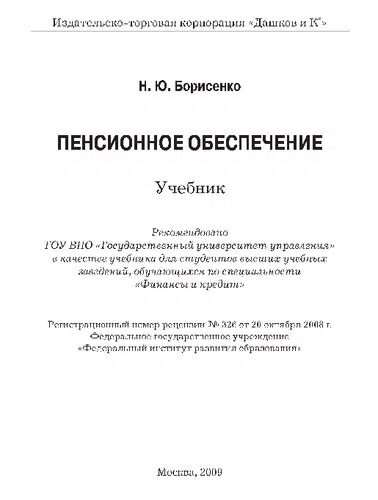 Издательско-торговая корпорация «Дашков и К°»
Н. Ю. Борисенко
ПЕНСИОННОЕ ОБЕСПЕЧЕНИЕ
Учебник
Рекомендовано
ГОУ ВПО «Государственный университет управления»
в качестве учебника для студентов высших учебных
заведений, обучающихся по специальности
«Финансы и кредит»
Регистрационный номер рецензии № 326 от 20 октября 2008 г.
Федеральное государственное учреждение
«Федеральный институт развития образования»
Москва, 2009